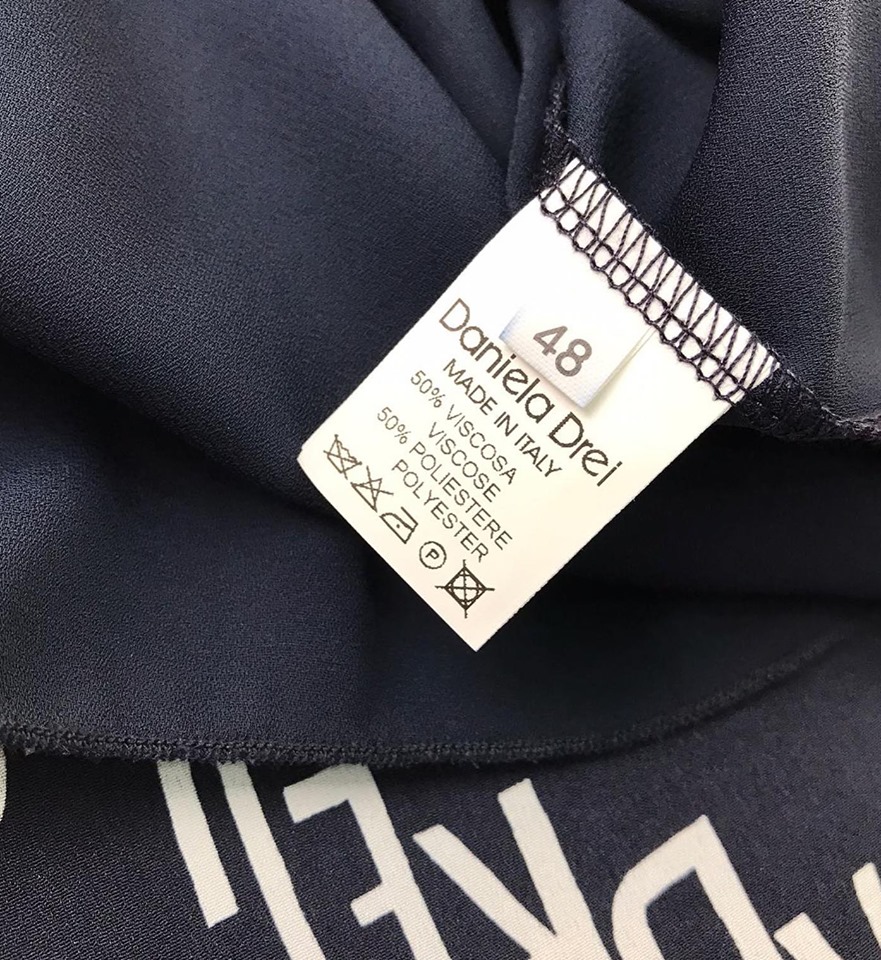 48
Daniela Drei
MADE IN ITALY
50% VISCOSA
VISCOSE
50% POLIESTERE
POLYESTER
P